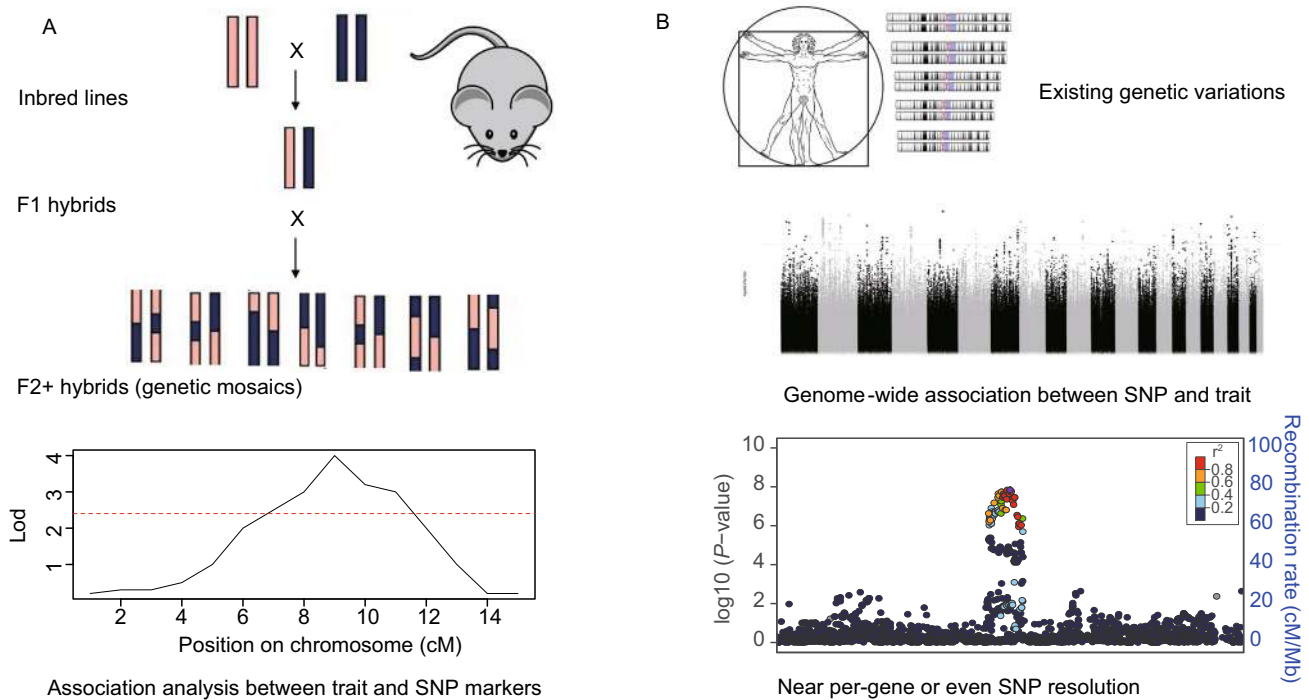 A
X
Inbred lines
F1 hybrids
X
F2+ hybrids (genetic mosaics)
Lod
4
3
2
1
2 4 6 8 10 12 14
Position on chromosome (cM)
Association analysis between trait and SNP markers
B
Existing genetic variations
Genome-wide association between SNP and trait
log10 (P-value)
10
8
6
4
2
0
r²
0.8
0.6
0.4
0.2
100
80
60
40
20
0
Recombination rate (cM/Mb)
Near per-gene or even SNP resolution